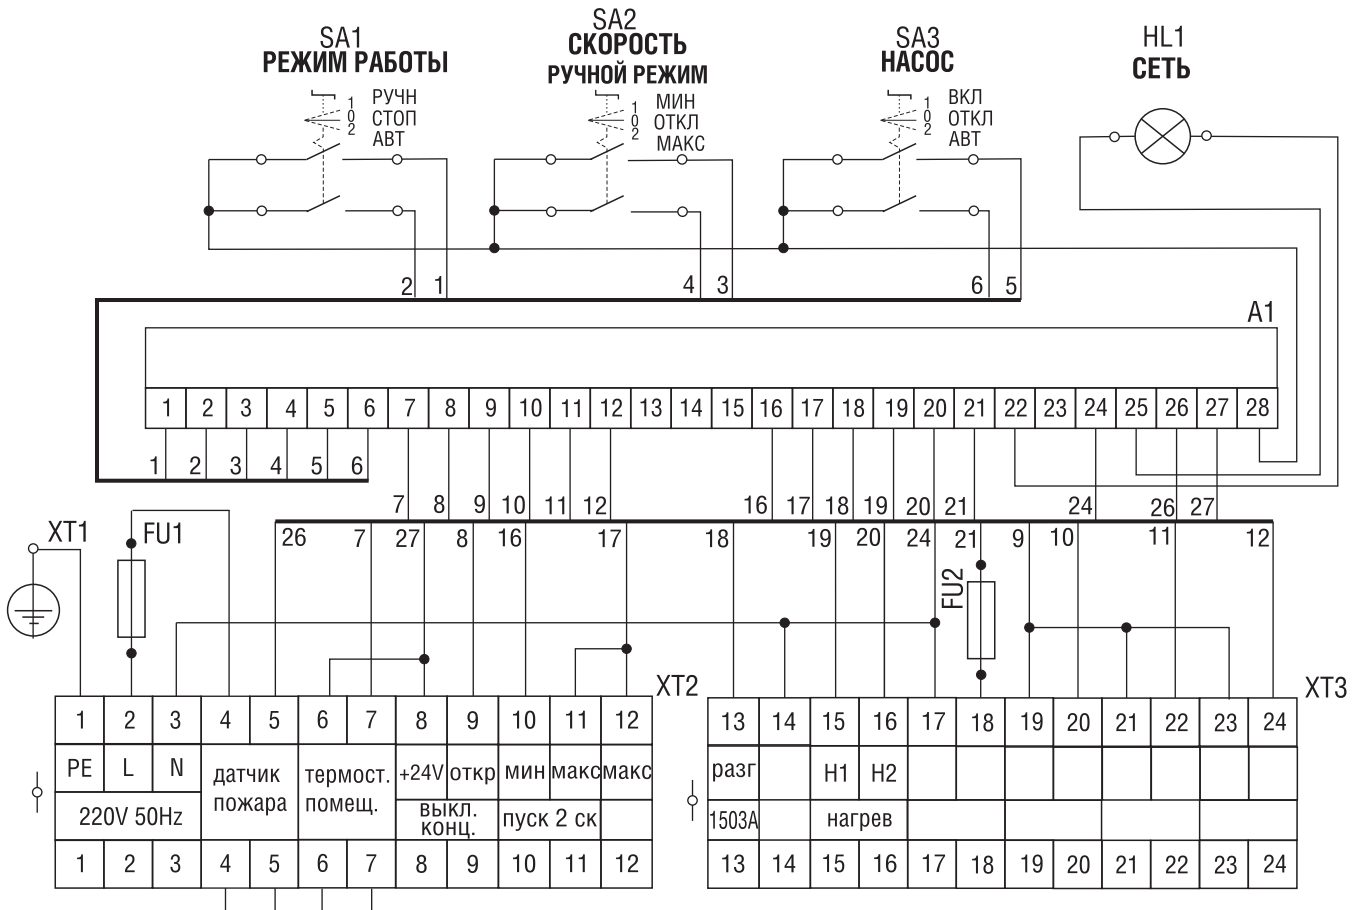 SA1
РЕЖИМ РАБОТЫ
1 РУЧН
0 СТОП
2 АВТ
SA2
СКОРОСТЬ
РУЧНОЙ РЕЖИМ
1 МИН
0 ОТКЛ
2 МАКС
SA3
НАСОС
1 ВКЛ
0 ОТКЛ
2 АВТ
HL1
СЕТЬ
2 1 4 3 6 5
A1
1 2 3 4 5 6 7 8 9 10 11 12 13 14 15 16 17 18 19 20 21 22 23 24 25 26 27 28
1 2 3 4 5 6
7 8 9 10 11 12 16 17 18 19 20 21 24 26 27
XT1
FU1
26 7 27 8 16 17 18 19 20 24 21 9 10 11 12
FU2
XT2
1 2 3 4 5 6 7 8 9 10 11 12
PE L N датчик пожара термост. помещ. +24V откр мин макс макс
220V 50Hz выкл. конц. пуск 2 ск
1 2 3 4 5 6 7 8 9 10 11 12
XT3
13 14 15 16 17 18 19 20 21 22 23 24
разг Н1 Н2
1503А нагрев
13 14 15 16 17 18 19 20 21 22 23 24